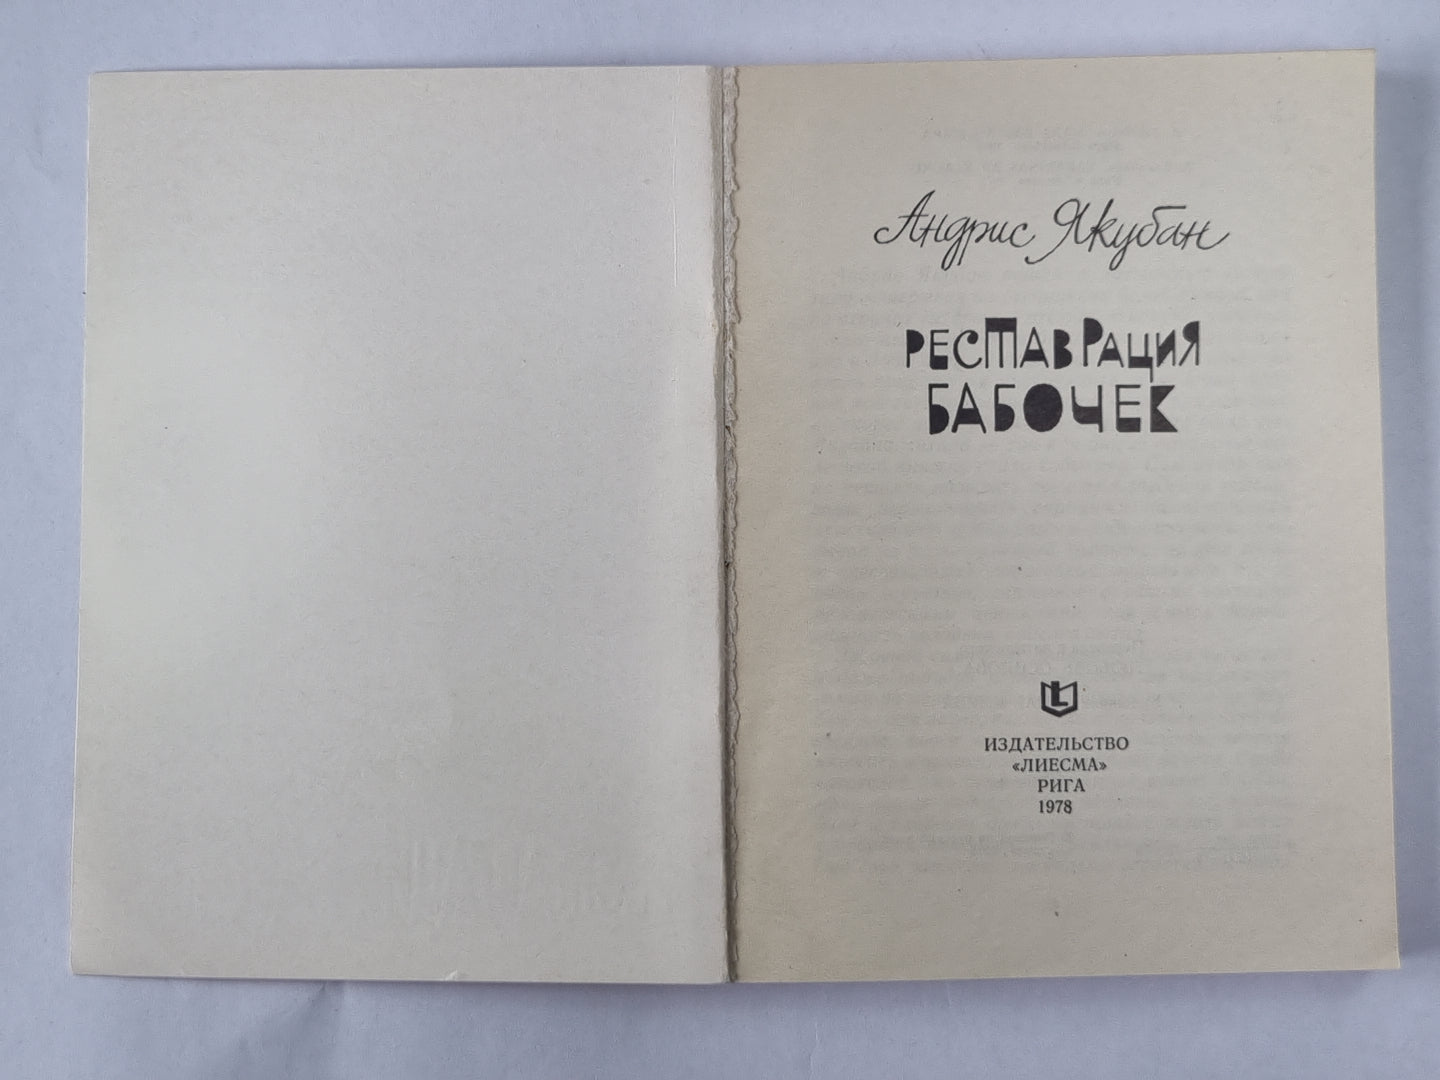 Андрис Якубан
РЕСТАВРАЦИЯ
БАБОЧЕК
L
ИЗДАТЕЛЬСТВО
«ЛИЕСМА»
РИГА
1978